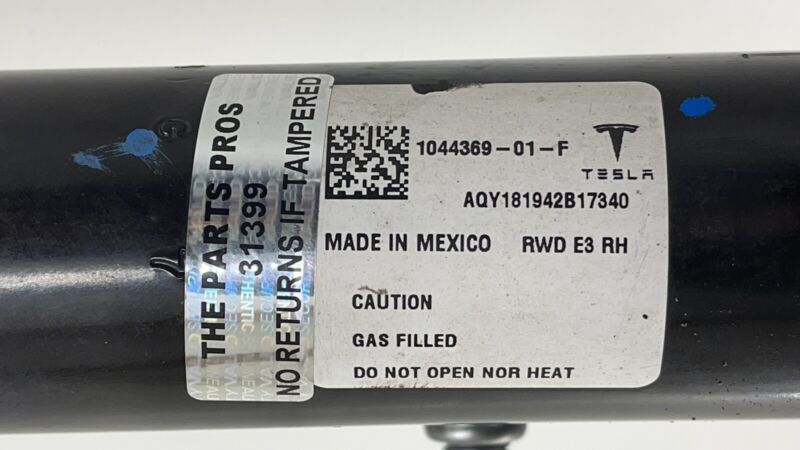 THE PARTS PROS
31399
NO RETURNS IF TAMPERED
1044369-01-F
TESLA
AQY181942B17340
MADE IN MEXICO RWD E3 RH
CAUTION
GAS FILLED
DO NOT OPEN NOR HEAT